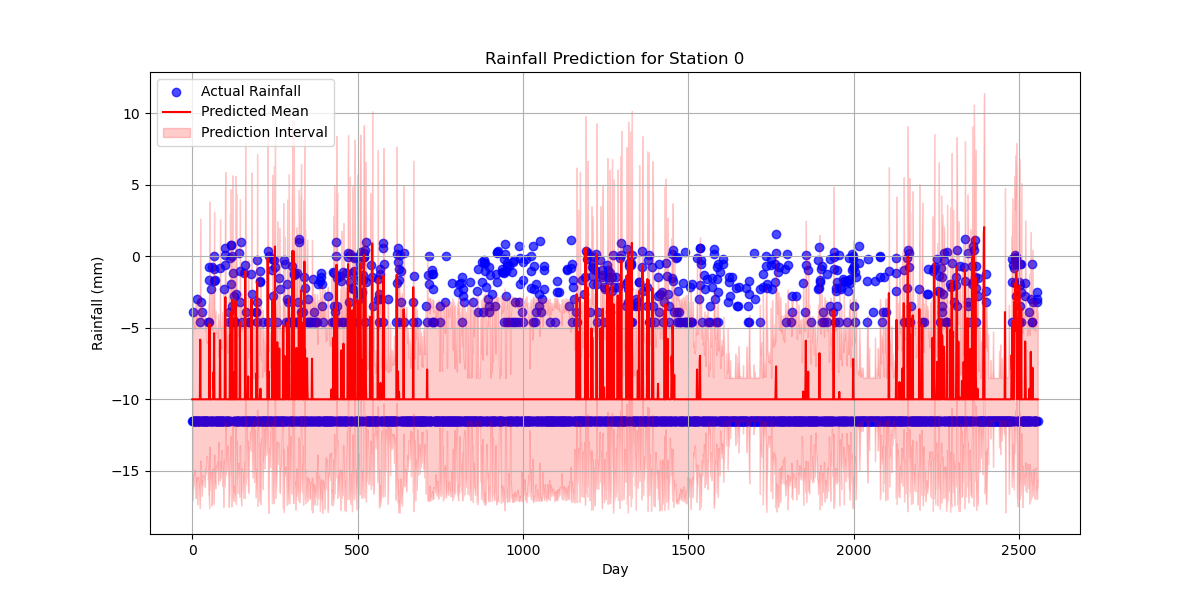 Rainfall Prediction for Station 0
Actual Rainfall
Predicted Mean
Prediction Interval
Rainfall (mm)
10
5
0
−5
−10
−15
0
500
1000
1500
2000
2500
Day